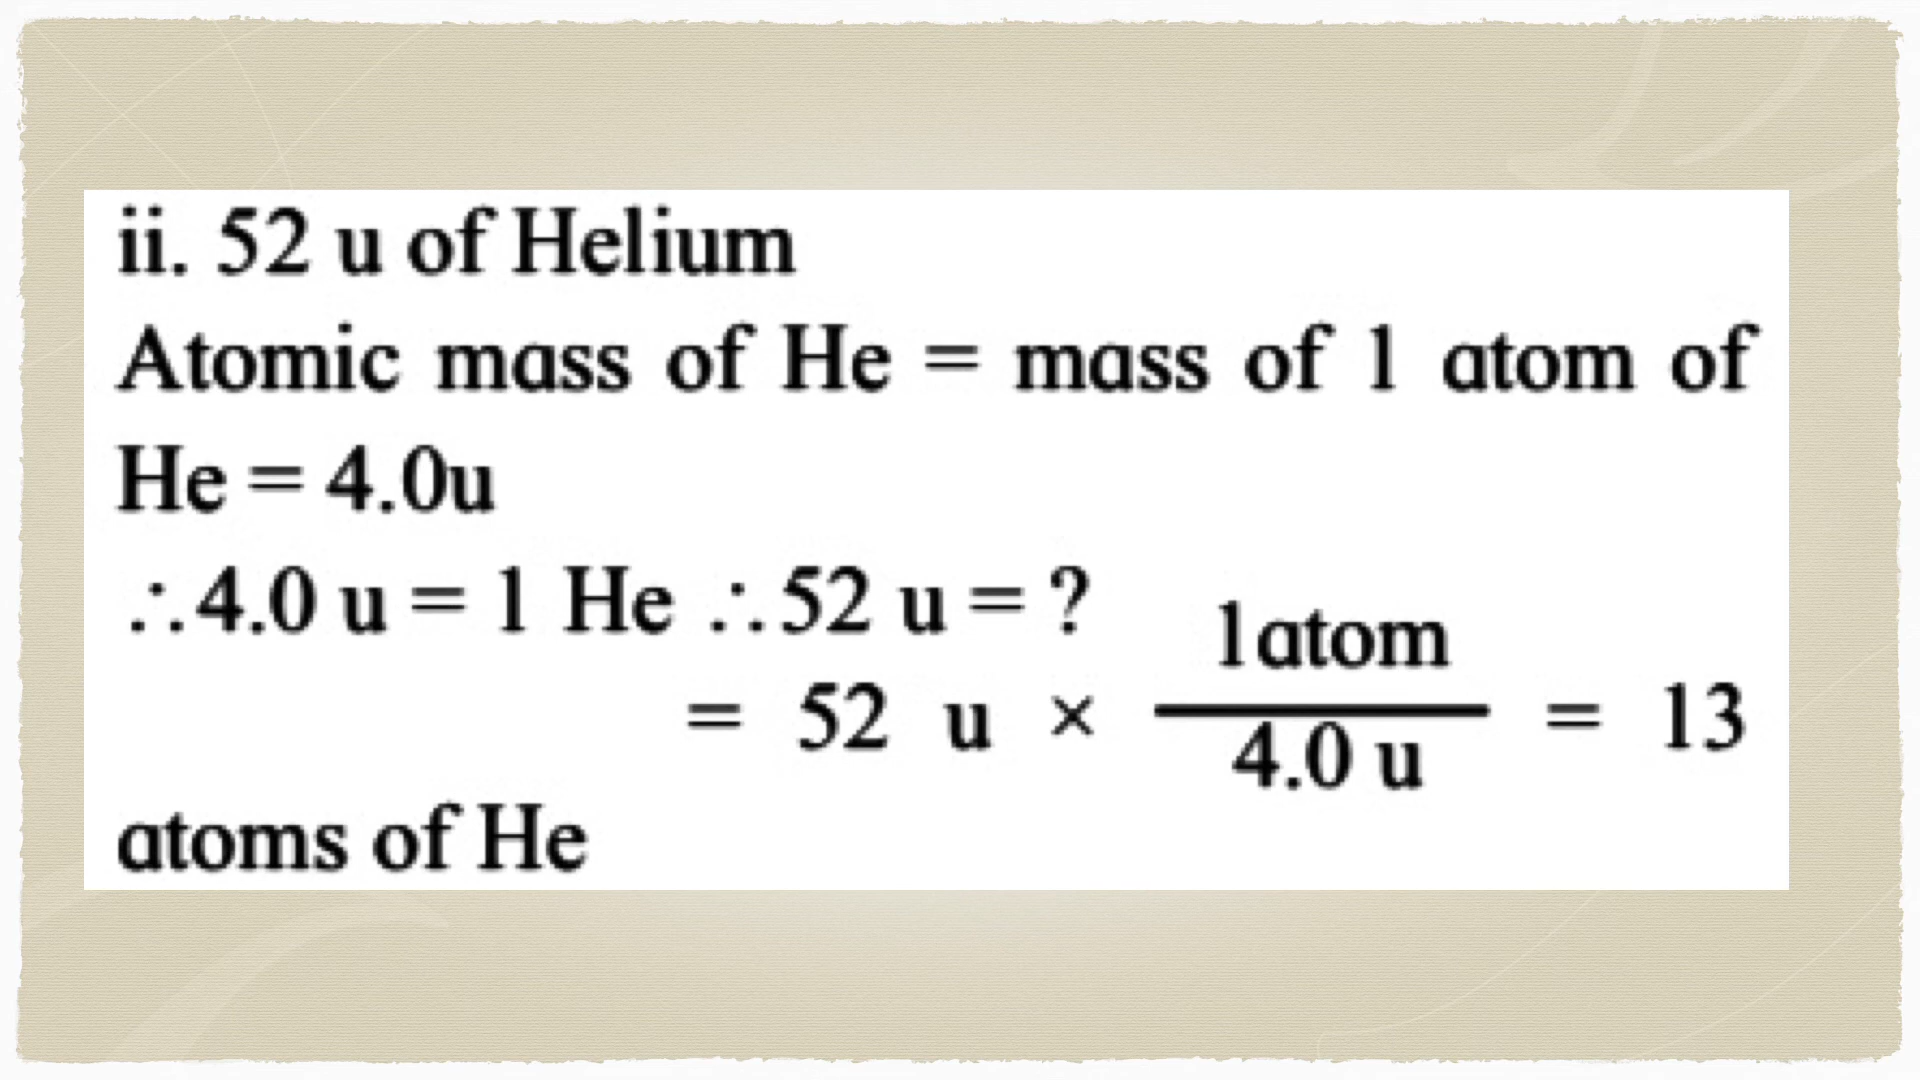 ii. 52 u of Helium
Atomic mass of He = mass of 1 atom of
He = 4.0u
∴4.0 u = 1 He ∴52 u = ?
= 52 u × 1atom / 4.0 u = 13
atoms of He